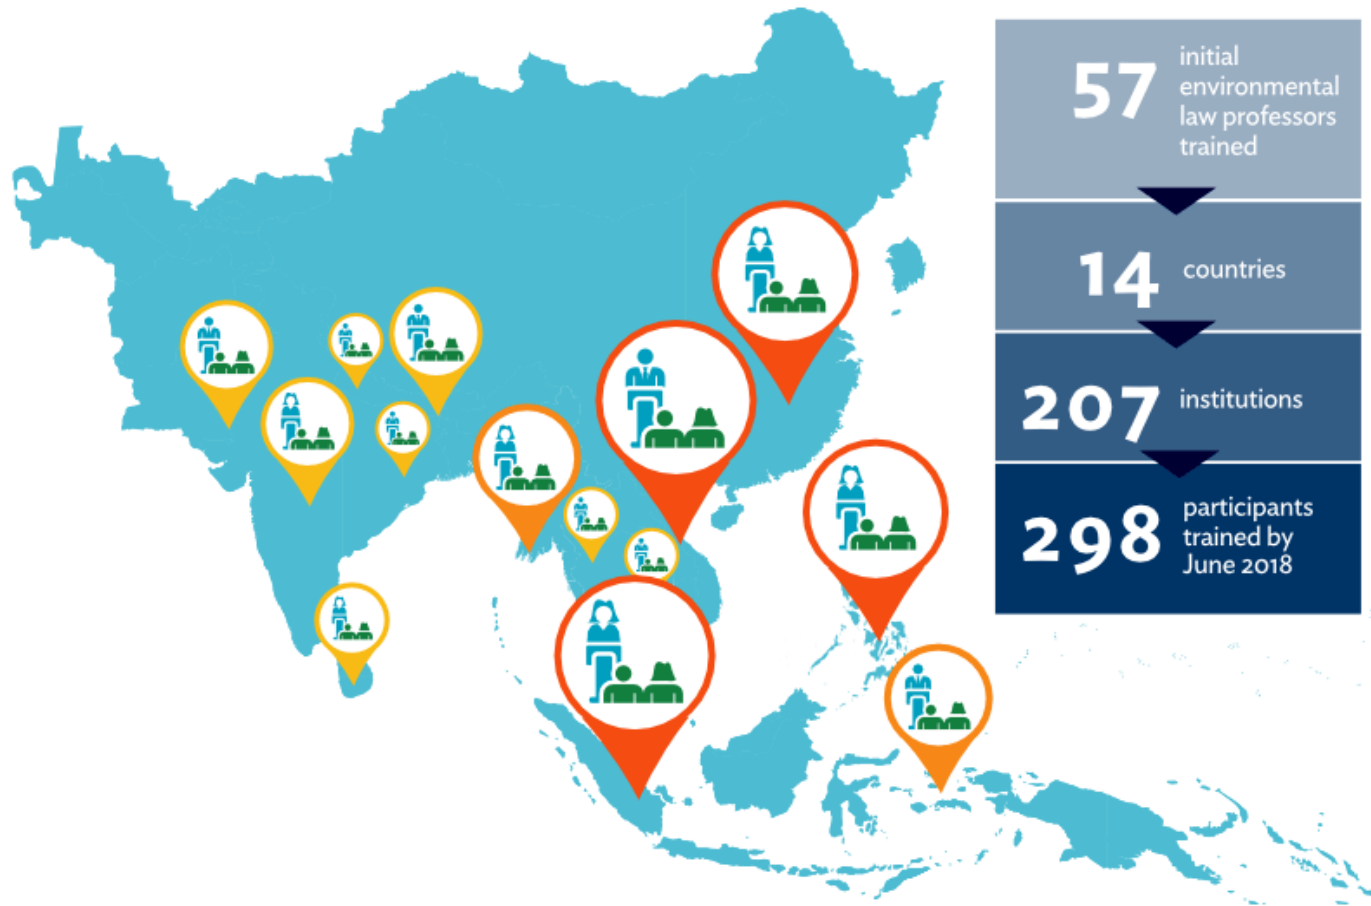 57
initial
environmental
law professors
trained
14
countries
207
institutions
298
participants
trained by
June 2018